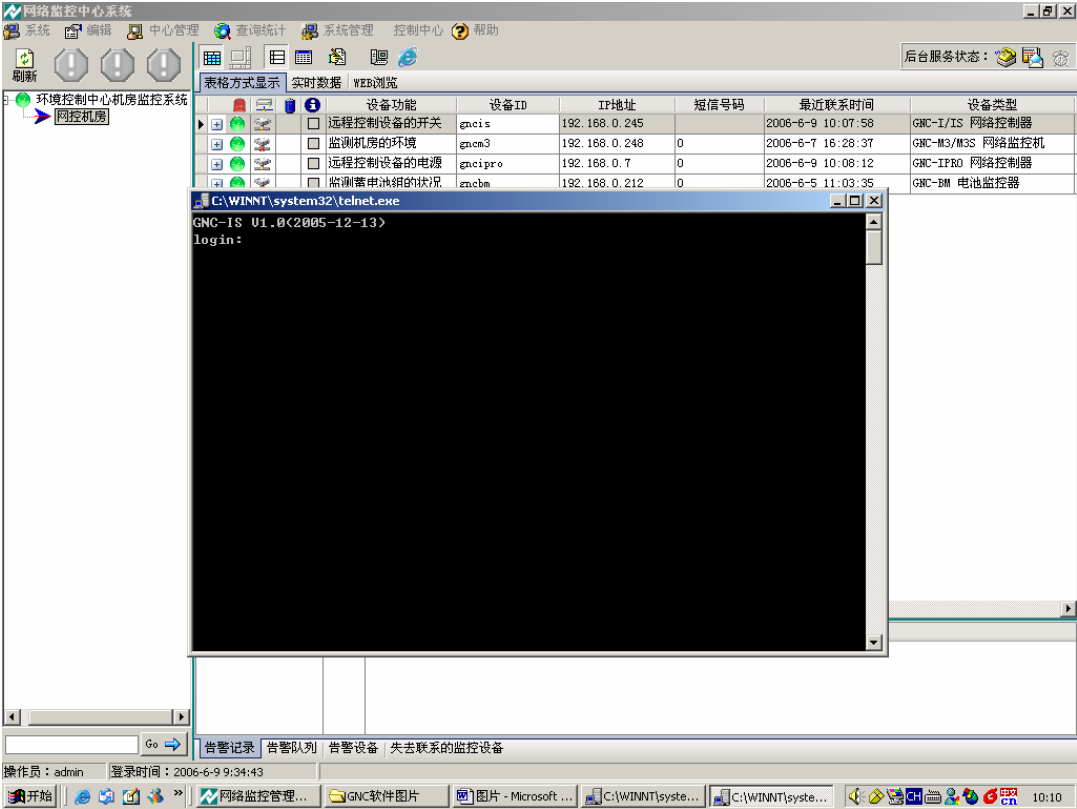 网络监控中心系统
系统 编辑 中心管理 查询统计 系统管理 控制中心 帮助
刷新
后台服务状态：
表格方式显示 实时数据 WEB浏览
环境控制中心机房监控系统
网控机房
设备功能 设备ID IP地址 短信号码 最近联系时间 设备类型
远程控制设备的开关 gncis 192.168.0.245 2006-6-9 10:07:58 GNC-I/IS 网络控制器
监测机房的环境 gncm3 192.168.0.248 0 2006-6-7 16:28:37 GNC-M3/M3S 网络监控机
远程控制设备的电源 gncipro 192.168.0.7 0 2006-6-9 10:08:12 GNC-IPRO 网络控制器
监测蓄电池组的状况 gncbm 192.168.0.212 0 2006-6-5 11:03:35 GNC-BM 电池监控器
C:\WINNT\system32\telnet.exe
GNC-IS V1.0(2005-12-13)
login:
Go
告警记录 告警队列 告警设备 失去联系的监控设备
操作员：admin 登录时间：2006-6-9 9:34:43
开始 网络监控管理... GNC软件图片 图片 - Microsoft ... C:\WINNT\syste... C:\WINNT\syste... CH 10:10